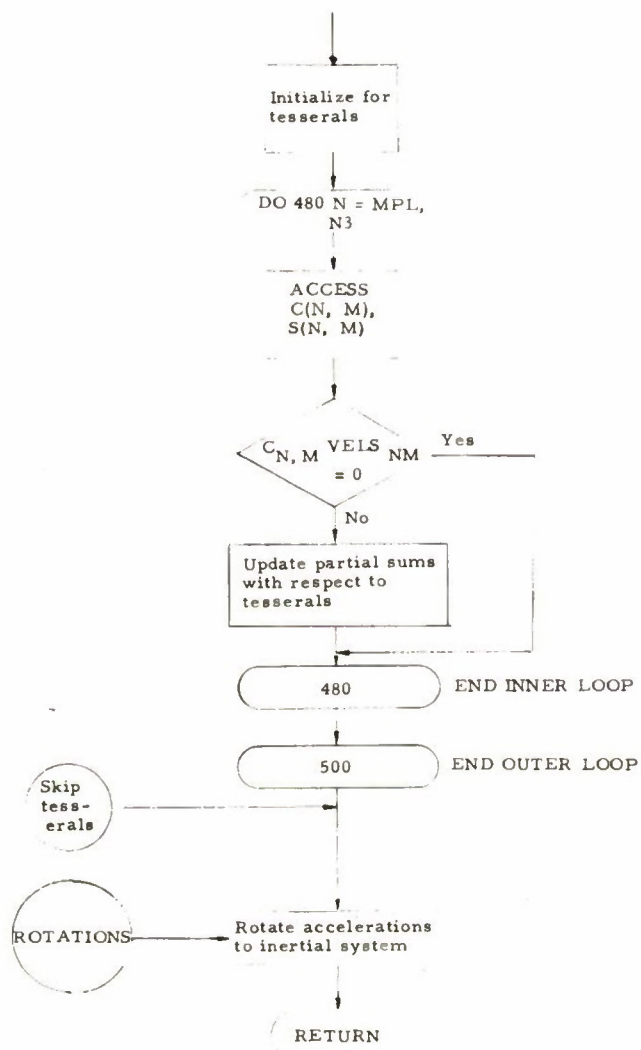 Initialize for
tesserals
DO 480 N = MPL,
N3
ACCESS
C(N, M),
S(N, M)
C N, M VELS NM
= 0
Yes
No
Update partial sums
with respect to
tesserals
480 END INNER LOOP
500 END OUTER LOOP
Skip
tess-
erals
ROTATIONS
Rotate accelerations
to inertial system
RETURN